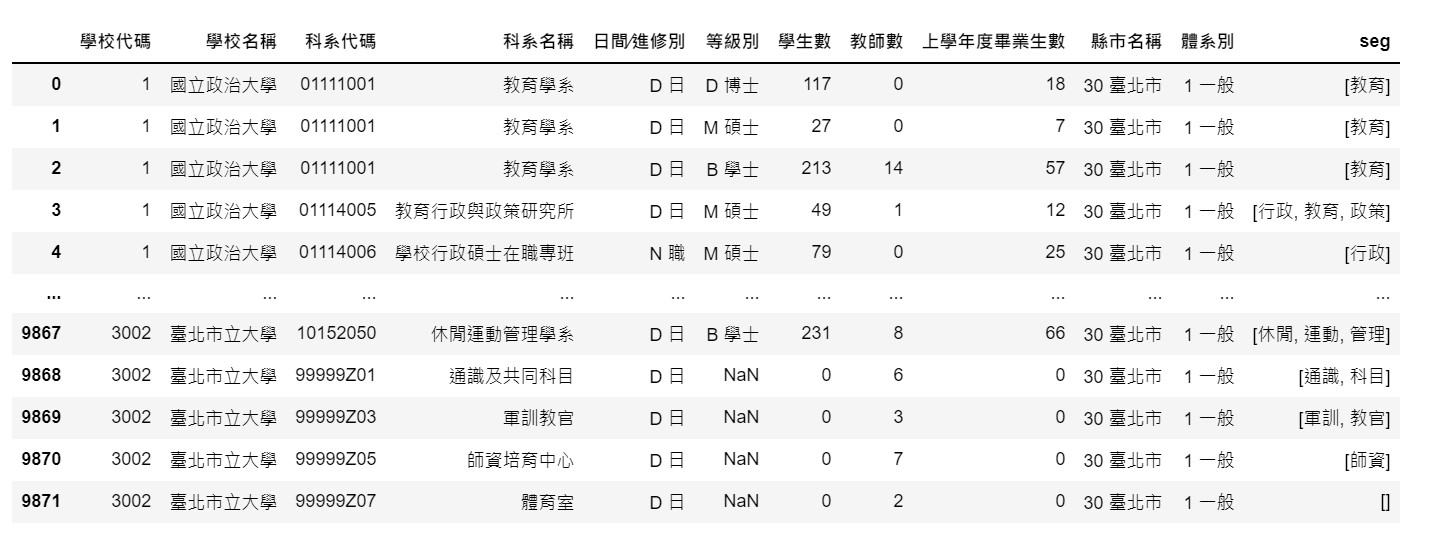 學校代碼 學校名稱 科系代碼 科系名稱 日間∕進修別 等級別 學生數 教師數 上學年度畢業生數 縣市名稱 體系別 seg
0 1 國立政治大學 01111001 教育學系 D 日 D 博士 117 0 18 30 臺北市 1 一般 [教育]
1 1 國立政治大學 01111001 教育學系 D 日 M 碩士 27 0 7 30 臺北市 1 一般 [教育]
2 1 國立政治大學 01111001 教育學系 D 日 B 學士 213 14 57 30 臺北市 1 一般 [教育]
3 1 國立政治大學 01114005 教育行政與政策研究所 D 日 M 碩士 49 1 12 30 臺北市 1 一般 [行政, 教育, 政策]
4 1 國立政治大學 01114006 學校行政碩士在職專班 N 職 M 碩士 79 0 25 30 臺北市 1 一般 [行政]
... ... ... ... ... ... ... ... ... ... ... ... ...
9867 3002 臺北市立大學 10152050 休閒運動管理學系 D 日 B 學士 231 8 66 30 臺北市 1 一般 [休閒, 運動, 管理]
9868 3002 臺北市立大學 99999Z01 通識及共同科目 D 日 NaN 0 6 0 30 臺北市 1 一般 [通識, 科目]
9869 3002 臺北市立大學 99999Z03 軍訓教官 D 日 NaN 0 3 0 30 臺北市 1 一般 [軍訓, 教官]
9870 3002 臺北市立大學 99999Z05 師資培育中心 D 日 NaN 0 7 0 30 臺北市 1 一般 [師資]
9871 3002 臺北市立大學 99999Z07 體育室 D 日 NaN 0 2 0 30 臺北市 1 一般 []